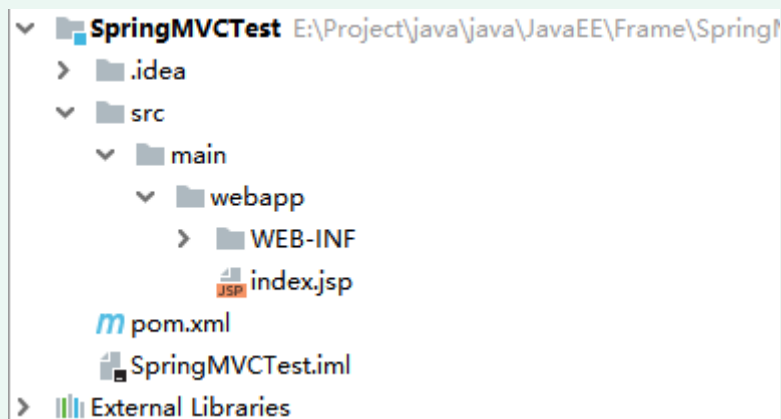 SpringMVCTest E:\Project\java\java\JavaEE\Frame\Spring
.idea
src
main
webapp
WEB-INF
JSP index.jsp
m pom.xml
SpringMVCTest.iml
External Libraries